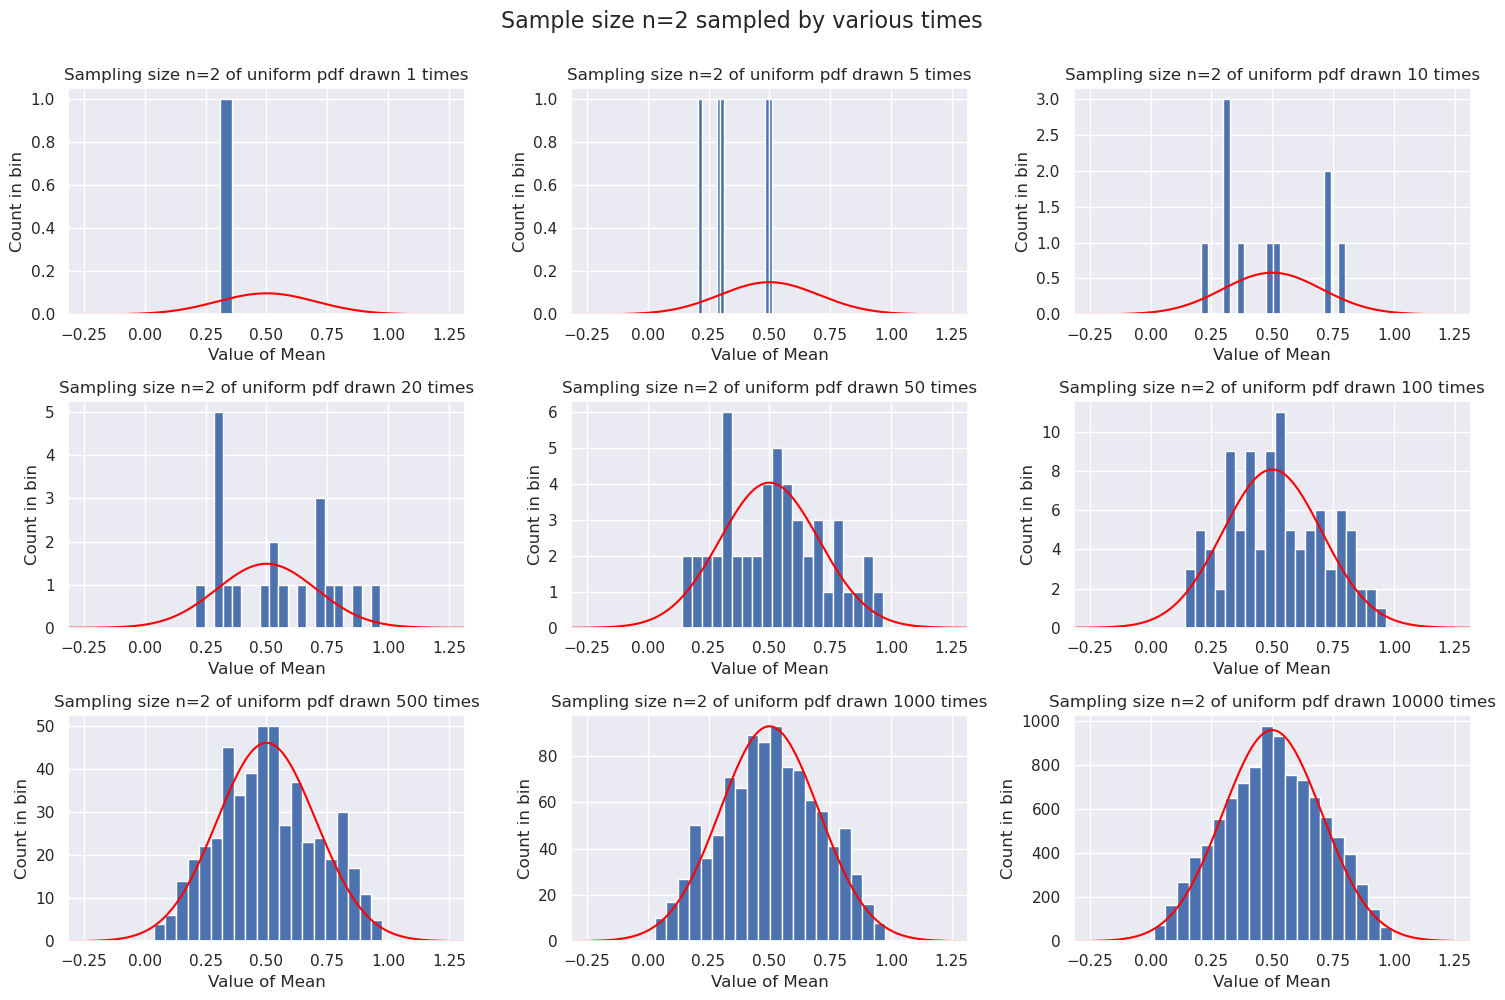 Sample size n=2 sampled by various times
Sampling size n=2 of uniform pdf drawn 1 times
Count in bin
1.0
0.8
0.6
0.4
0.2
0.0
−0.25 0.00 0.25 0.50 0.75 1.00 1.25
Value of Mean
Sampling size n=2 of uniform pdf drawn 5 times
Count in bin
1.0
0.8
0.6
0.4
0.2
0.0
−0.25 0.00 0.25 0.50 0.75 1.00 1.25
Value of Mean
Sampling size n=2 of uniform pdf drawn 10 times
Count in bin
3.0
2.5
2.0
1.5
1.0
0.5
0.0
−0.25 0.00 0.25 0.50 0.75 1.00 1.25
Value of Mean
Sampling size n=2 of uniform pdf drawn 20 times
Count in bin
5
4
3
2
1
0
−0.25 0.00 0.25 0.50 0.75 1.00 1.25
Value of Mean
Sampling size n=2 of uniform pdf drawn 50 times
Count in bin
6
5
4
3
2
1
0
−0.25 0.00 0.25 0.50 0.75 1.00 1.25
Value of Mean
Sampling size n=2 of uniform pdf drawn 100 times
Count in bin
10
8
6
4
2
0
−0.25 0.00 0.25 0.50 0.75 1.00 1.25
Value of Mean
Sampling size n=2 of uniform pdf drawn 500 times
Count in bin
50
40
30
20
10
0
−0.25 0.00 0.25 0.50 0.75 1.00 1.25
Value of Mean
Sampling size n=2 of uniform pdf drawn 1000 times
Count in bin
80
60
40
20
0
−0.25 0.00 0.25 0.50 0.75 1.00 1.25
Value of Mean
Sampling size n=2 of uniform pdf drawn 10000 times
Count in bin
1000
800
600
400
200
0
−0.25 0.00 0.25 0.50 0.75 1.00 1.25
Value of Mean